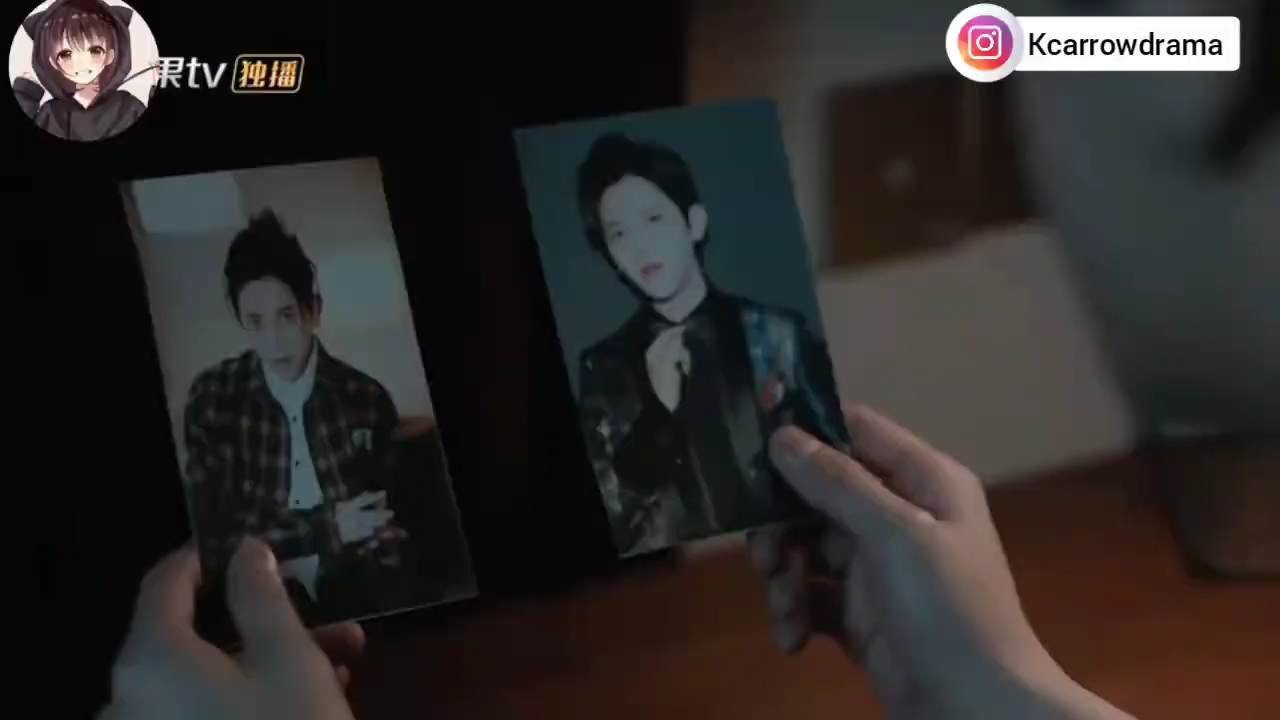 果tv 独播
Kcarrowdrama